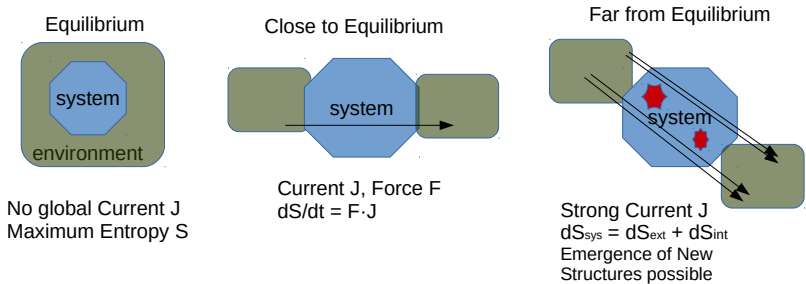 Equilibrium
system
environment
No global Current J
Maximum Entropy S
Close to Equilibrium
system
Current J, Force F
dS/dt = F·J
Far from Equilibrium
system
Strong Current J
dSsys = dSext + dSint
Emergence of New
Structures possible